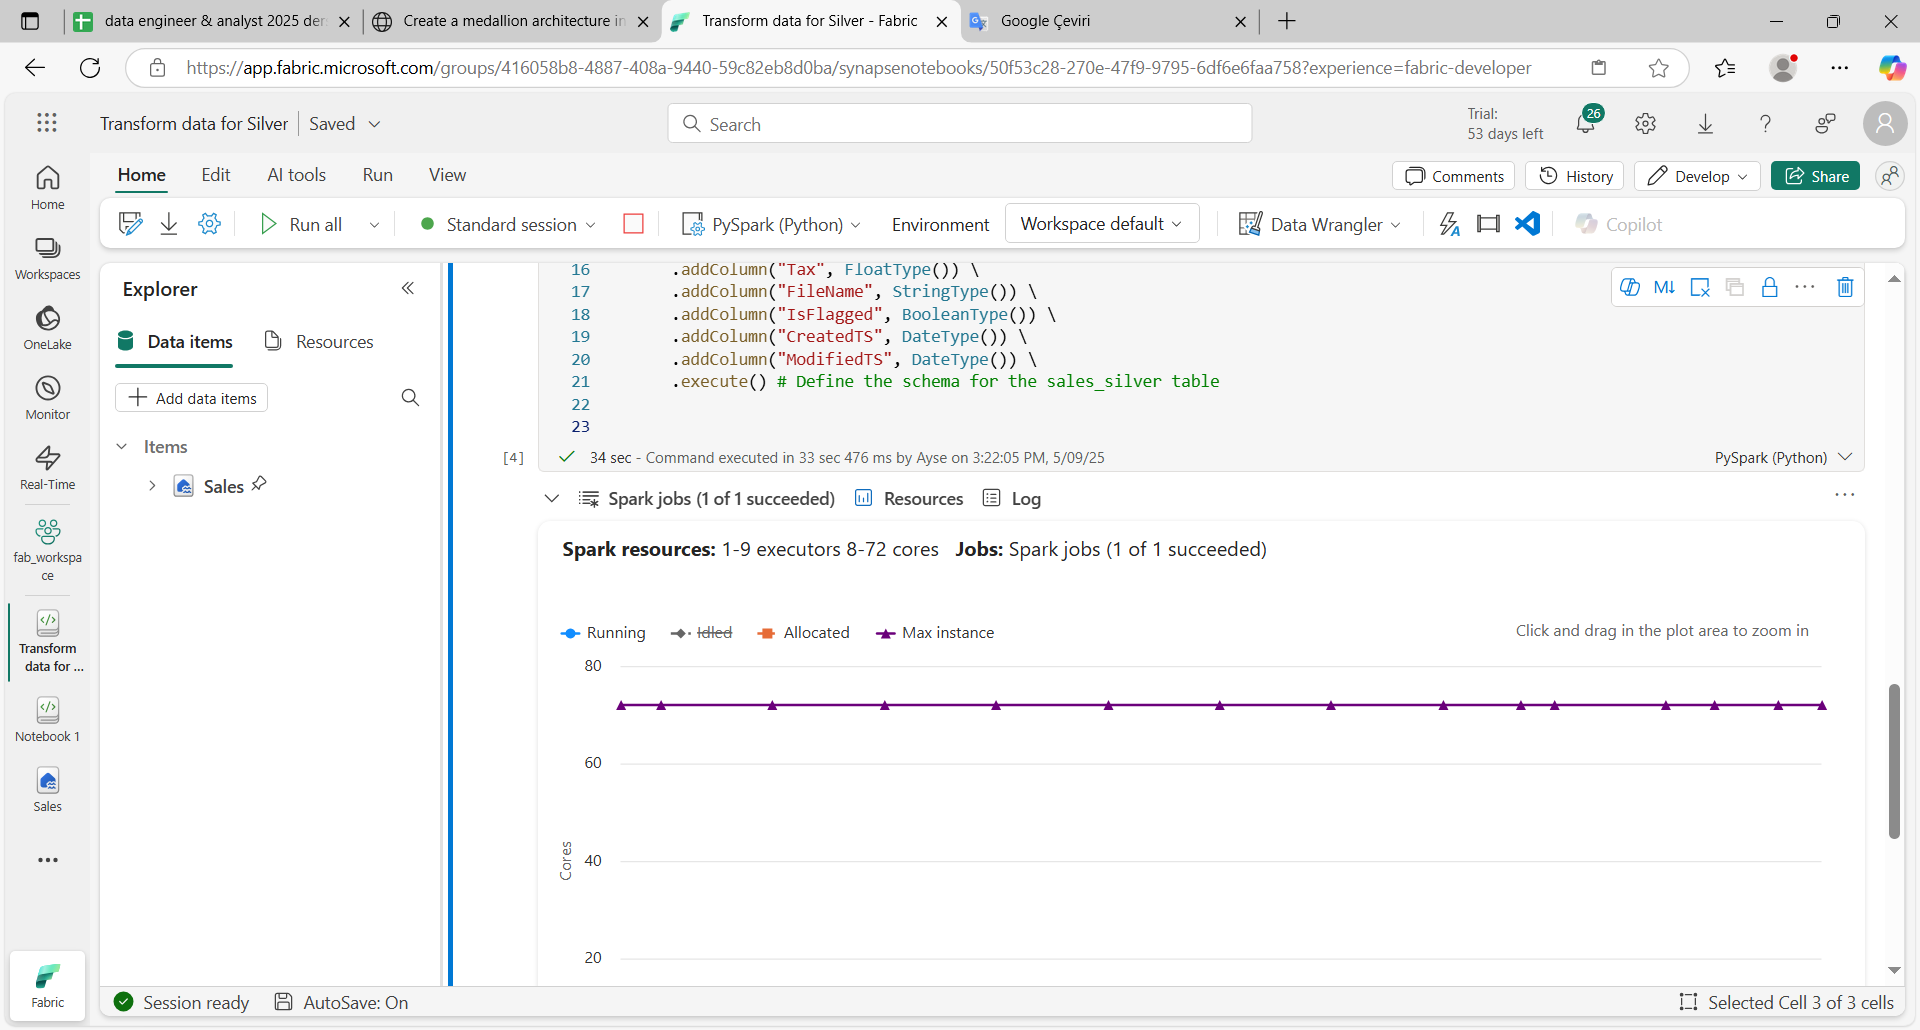 data engineer & analyst 2025 der
Create a medallion architecture in
Transform data for Silver - Fabric
Google Çeviri
https://app.fabric.microsoft.com/groups/416058b8-4887-408a-9440-59c82eb8d0ba/synapsenotebooks/50f53c28-270e-47f9-9795-6df6e6faa758?experience=fabric-developer
Transform data for Silver
Saved
Search
Trial:
53 days left
26
Home
Edit
AI tools
Run
View
Comments
History
Develop
Share
Run all
Standard session
PySpark (Python)
Environment
Workspace default
Data Wrangler
Copilot
Home
Workspaces
OneLake
Monitor
Real-Time
fab_workspa
ce
Transform
data for ...
Notebook 1
Sales
Fabric
Explorer
Data items
Resources
Add data items
Items
Sales
16 .addColumn("Tax", FloatType()) \
17 .addColumn("FileName", StringType()) \
18 .addColumn("IsFlagged", BooleanType()) \
19 .addColumn("CreatedTS", DateType()) \
20 .addColumn("ModifiedTS", DateType()) \
21 .execute() # Define the schema for the sales_silver table
22
23
M↓
[4]
34 sec - Command executed in 33 sec 476 ms by Ayse on 3:22:05 PM, 5/09/25
PySpark (Python)
Spark jobs (1 of 1 succeeded)
Resources
Log
Spark resources: 1-9 executors 8-72 cores Jobs: Spark jobs (1 of 1 succeeded)
Running
Idled
Allocated
Max instance
Click and drag in the plot area to zoom in
80
60
40
20
Cores
Session ready
AutoSave: On
Selected Cell 3 of 3 cells